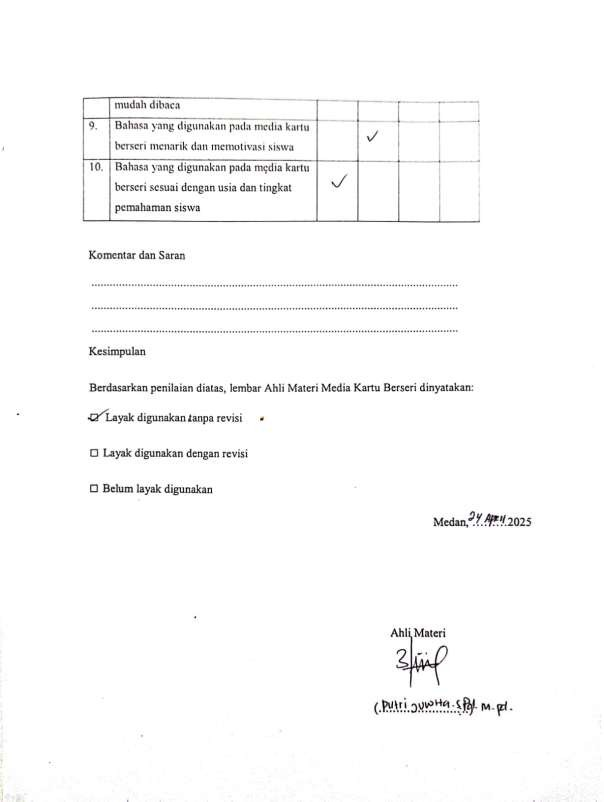 mudah dibaca
9. Bahasa yang digunakan pada media kartu
berseri menarik dan memotivasi siswa
✓
10. Bahasa yang digunakan pada media kartu
berseri sesuai dengan usia dan tingkat
pemahaman siswa
✓
Komentar dan Saran
Kesimpulan
Berdasarkan penilaian diatas, lembar Ahli Materi Media Kartu Berseri dinyatakan:
☑ Layak digunakan tanpa revisi
☐ Layak digunakan dengan revisi
☐ Belum layak digunakan
Medan, 24 April 2025
Ahli Materi
(Putri Juwita. S.Pd. M.Pd.